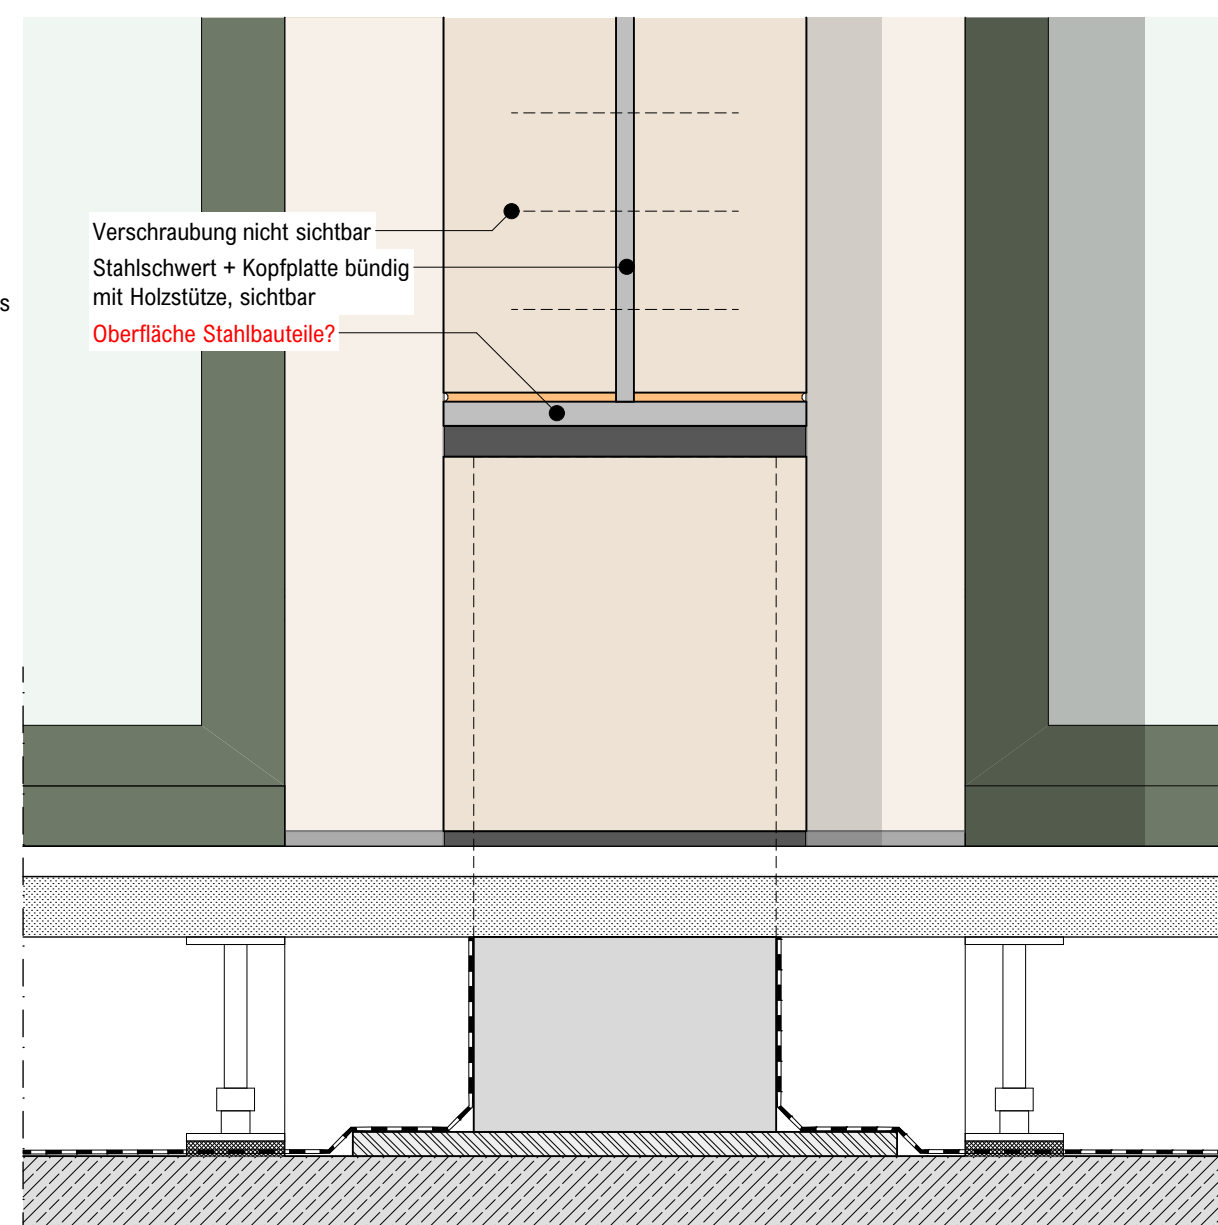 Verschraubung nicht sichtbar
Stahlschwert + Kopfplatte bündig
mit Holzstütze, sichtbar
s
Oberfläche Stahlbauteile?